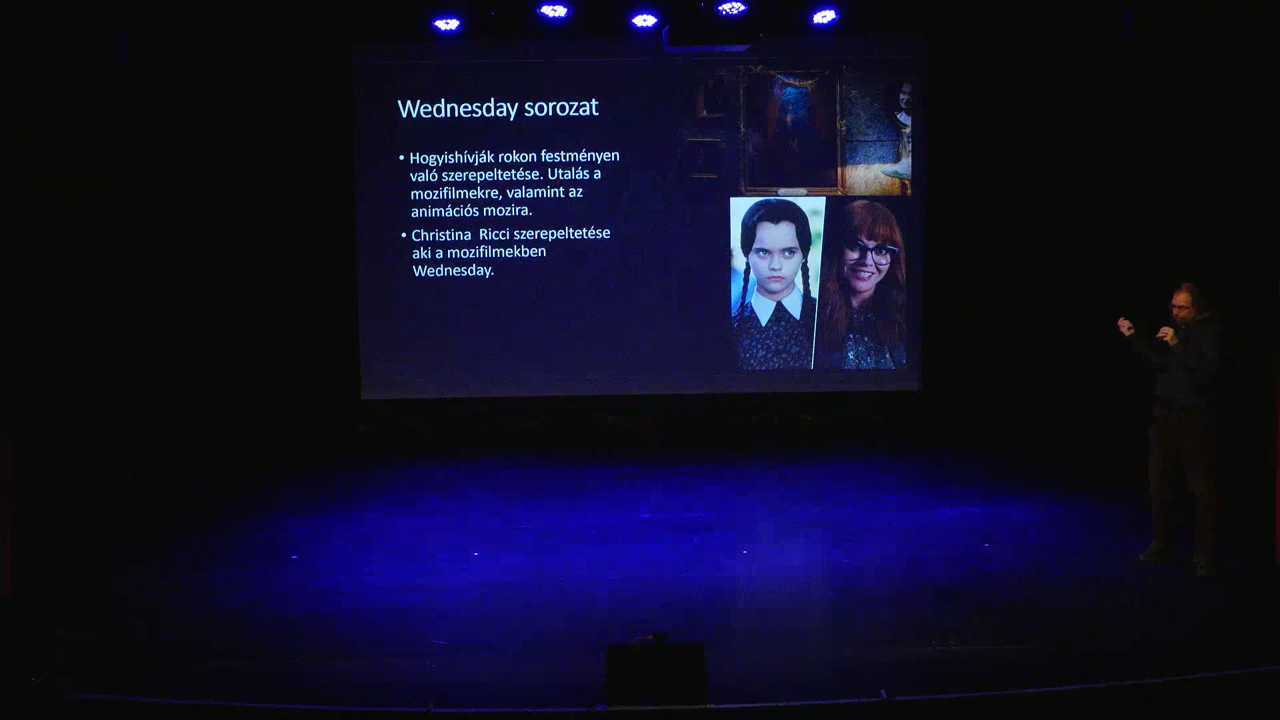 Wednesday sorozat
• Hogyishívják rokon festményen
való szerepeltetése. Utalás a
mozifilmekre, valamint az
animációs mozira.
• Christina  Ricci szerepeltetése
aki a mozifilmekben
Wednesday.